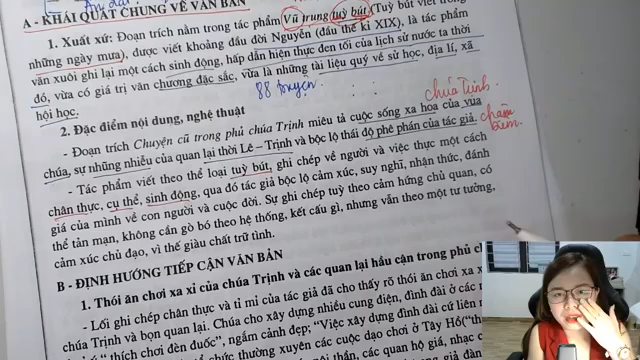 Ấn đầ
A - KHÁI QUÁT CHUNG VỀ VĂN BẢN
1. Xuất xứ: Đoạn trích nằm trong tác phẩm Vũ trung tuỳ bút (Tuỳ bút viết trong
những ngày mưa), được viết khoảng đầu đời Nguyễn (đầu thế kỉ XIX), là tác phẩm
văn xuôi ghi lại một cách sinh động, hấp dẫn hiện thực đen tối của lịch sử nước ta thời
đó, vừa có giá trị văn chương đặc sắc, vừa là những tài liệu quý về sử học, địa lí, xã
hội học.
88 truyện
chúa Trịnh
2. Đặc điểm nội dung, nghệ thuật
- Đoạn trích Chuyện cũ trong phủ chúa Trịnh miêu tả cuộc sống xa hoa của vua
chúa, sự nhũng nhiễu của quan lại thời Lê – Trịnh và bộc lộ thái độ phê phán của tác giả.
châm
biếm
- Tác phẩm viết theo thể loại tuỳ bút, ghi chép về người và việc thực một cách
chân thực, cụ thể, sinh động, qua đó tác giả bộc lộ cảm xúc, suy nghĩ, nhận thức, đánh
giá của mình về con người và cuộc đời. Sự ghi chép tuỳ theo cảm hứng chủ quan, có
thể tản mạn, không cần gò bó theo hệ thống, kết cấu gì, nhưng vẫn theo một tư tưởng,
cảm xúc chủ đạo, vì thế giàu chất trữ tình.
B - ĐỊNH HƯỚNG TIẾP CẬN VĂN BẢN
1. Thói ăn chơi xa xỉ của chúa Trịnh và các quan lại hầu cận trong phủ c
- Lối ghi chép chân thực và tỉ mỉ của tác giả đã cho thấy rõ thói ăn chơi xa x
chúa Trịnh và bọn quan lại. Chúa cho xây dựng nhiều cung điện, đình đài ở các n
"thích chơi đèn đuốc", ngắm cảnh đẹp; "Việc xây dựng đình đài cứ liên
thức thường xuyên các cuộc dạo chơi ở Tây Hồ("th
nội thần, các quan hộ giá, nhạc c